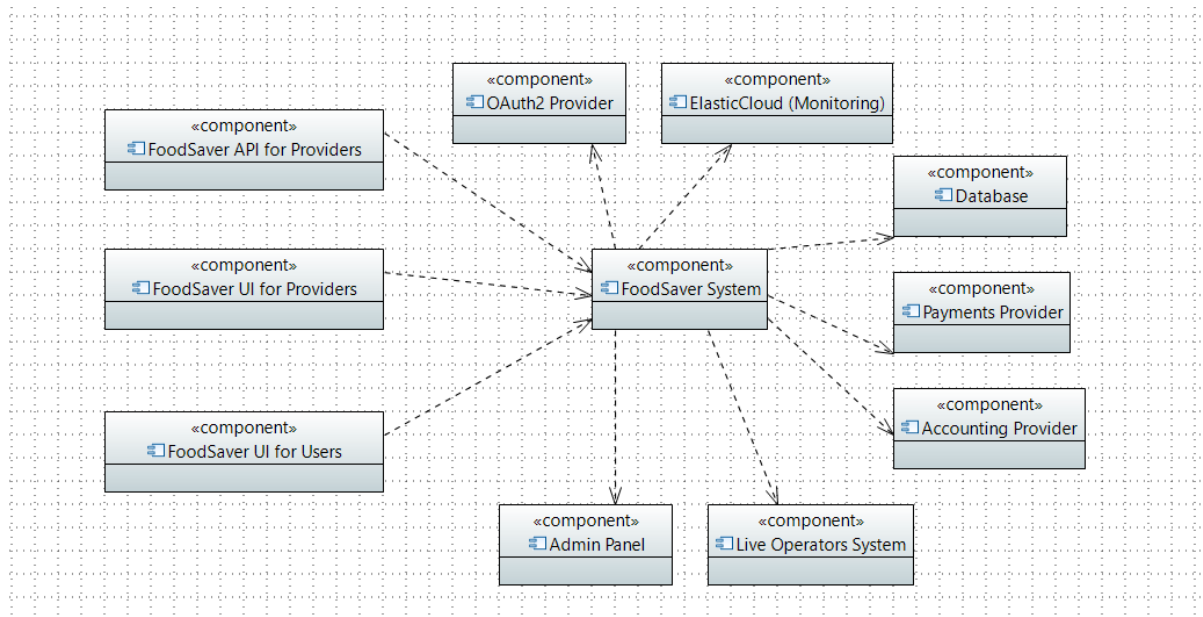 «component»
OAuth2 Provider
«component»
ElasticCloud (Monitoring)
«component»
FoodSaver API for Providers
«component»
Database
«component»
FoodSaver UI for Providers
«component»
FoodSaver System
«component»
Payments Provider
«component»
Accounting Provider
«component»
FoodSaver UI for Users
«component»
Admin Panel
«component»
Live Operators System